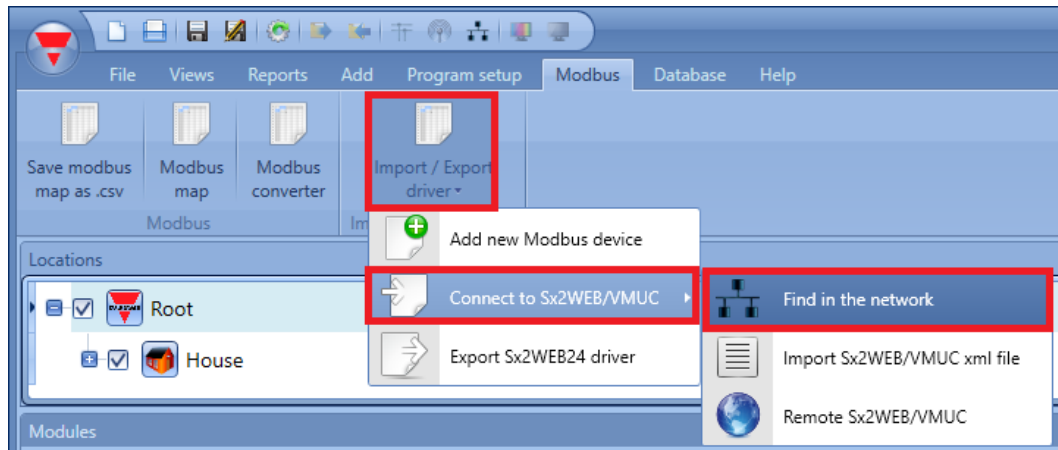 File Views Reports Add Program setup Modbus Database Help
Save modbus map as .csv
Modbus map
Modbus converter
Import / Export driver
Modbus
Im
Add new Modbus device
Locations
Connect to Sx2WEB/VMUC
Find in the network
Root
Export Sx2WEB24 driver
Import Sx2WEB/VMUC xml file
House
Remote Sx2WEB/VMUC
Modules